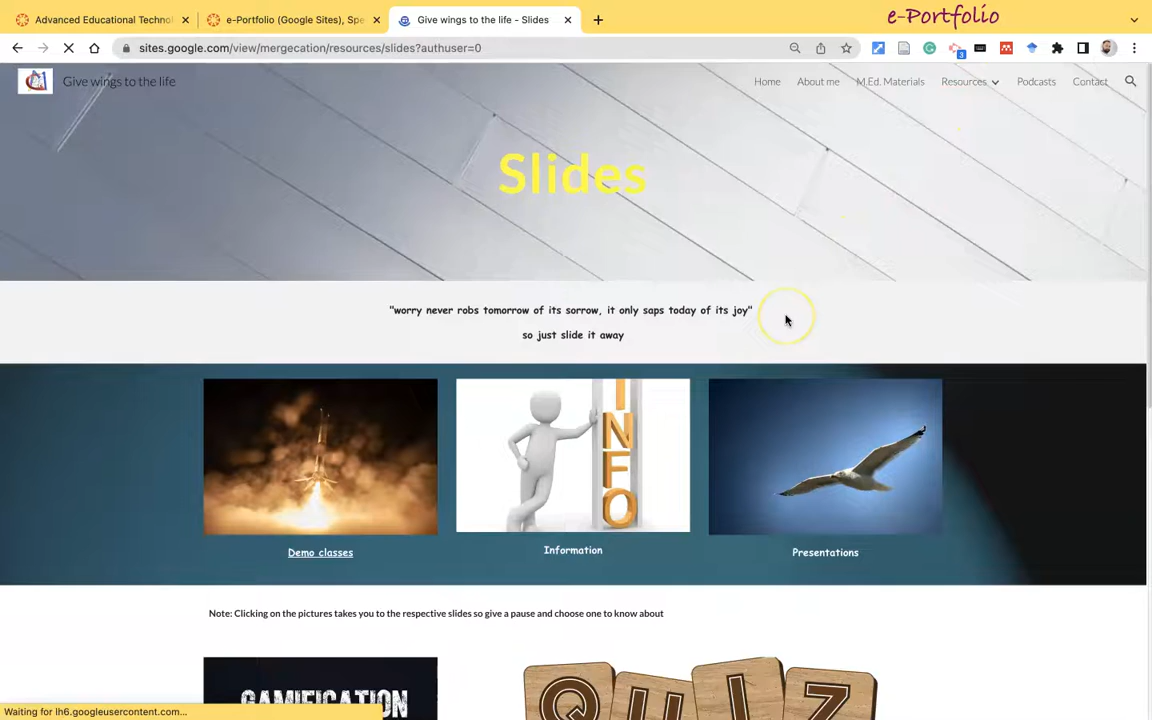 e-Portfolio
Advanced Educational Techno
e-Portfolio (Google Sites), Spe
Give wings to the life - Slides
sites.google.com/view/mergecation/resources/slides?authuser=0
3
Give wings to the life
Home
About me
M.Ed. Materials
Resources
Podcasts
Contact
Slides
"worry never robs tomorrow of its sorrow, it only saps today of its joy"
so just slide it away
INFO
Demo classes
Information
Presentations
Note: Clicking on the pictures takes you to the respective slides so give a pause and choose one to know about
GAMIFICATION
QUIZ
Waiting for lh6.googleusercontent.com...